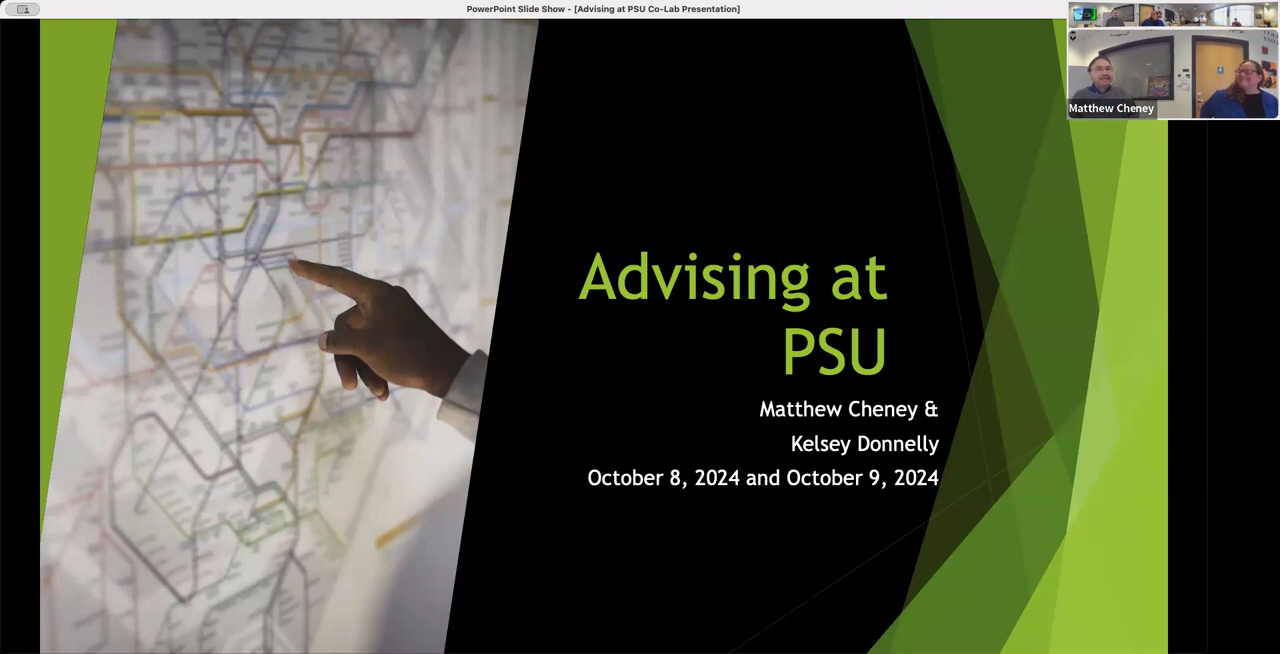 PowerPoint Slide Show - [Advising at PSU Co-Lab Presentation]
Matthew Cheney
Advising at
PSU
Matthew Cheney &
Kelsey Donnelly
October 8, 2024 and October 9, 2024